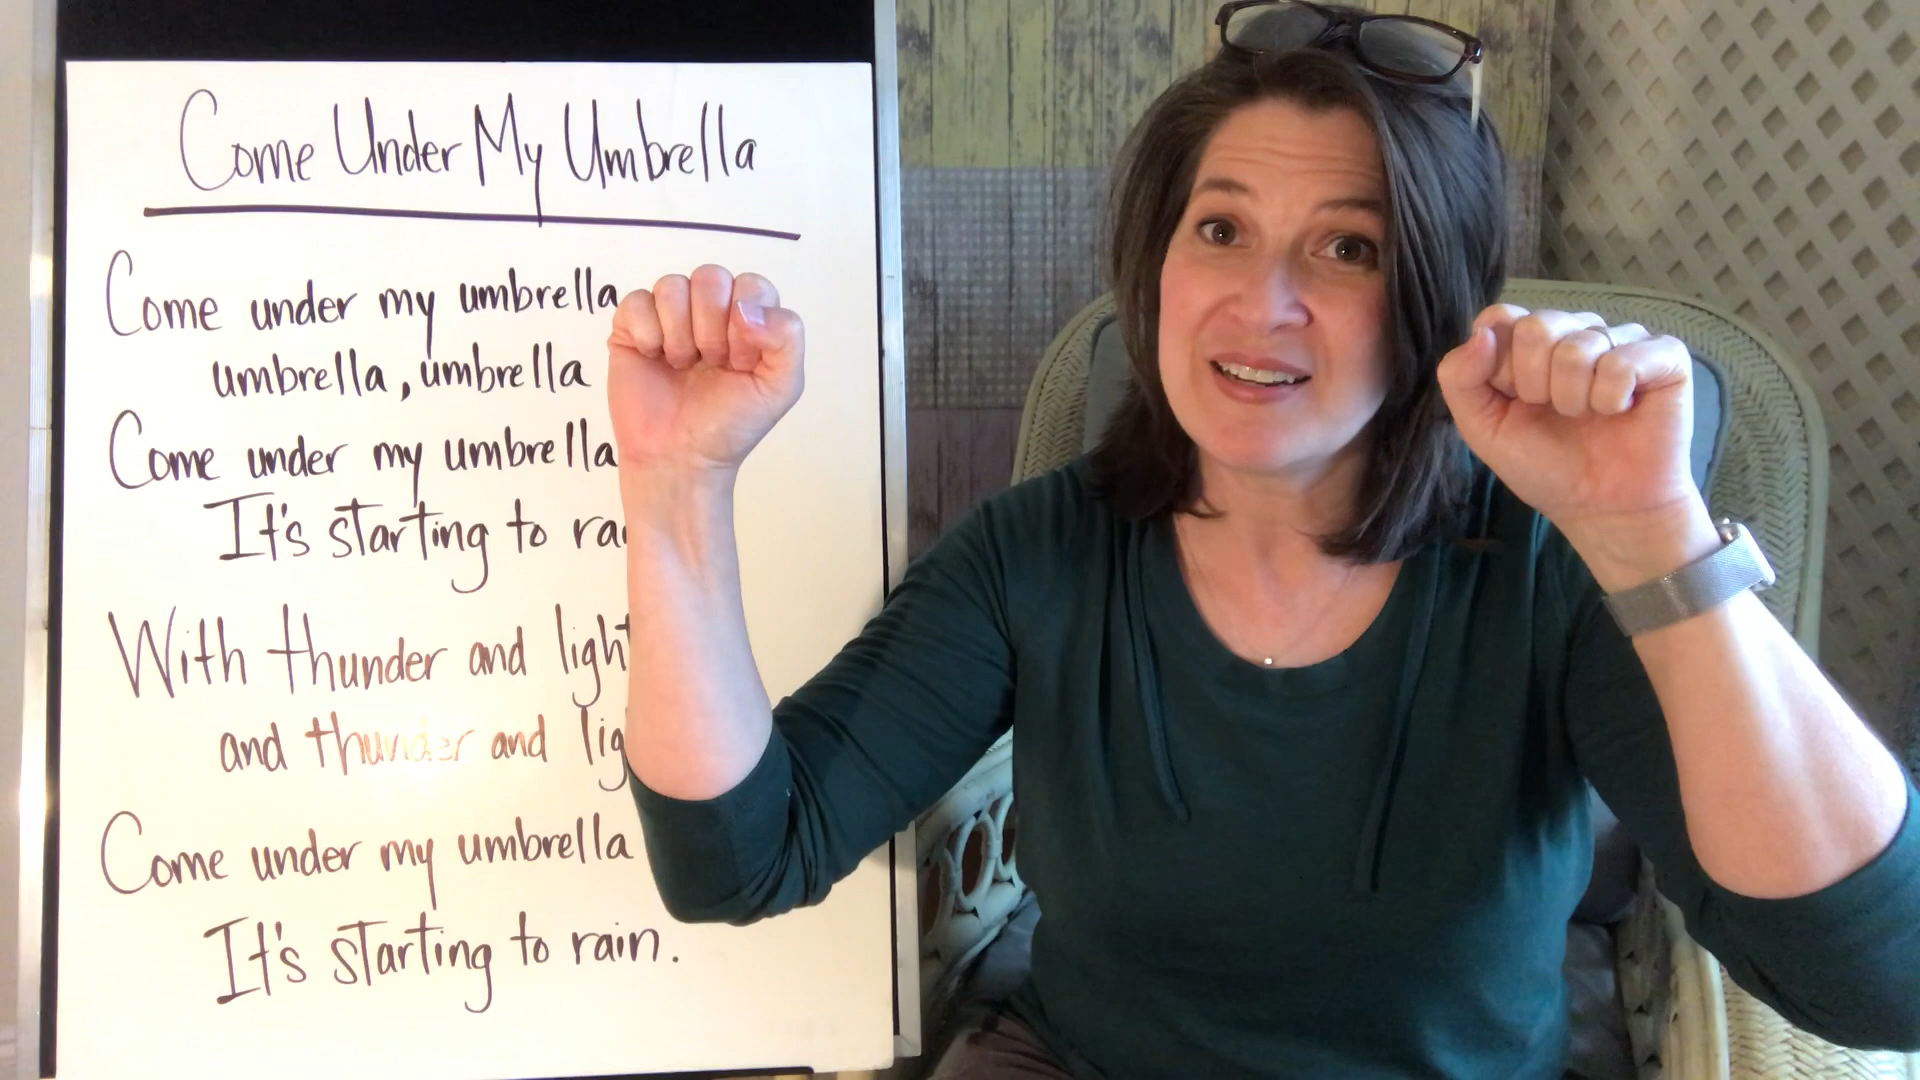 Come Under My Umbrella
Come under my umbrella
umbrella, umbrella
Come under my umbrella
It's starting to
With thunder and
and thunder and
Come under my umbrella
It's starting to rain.